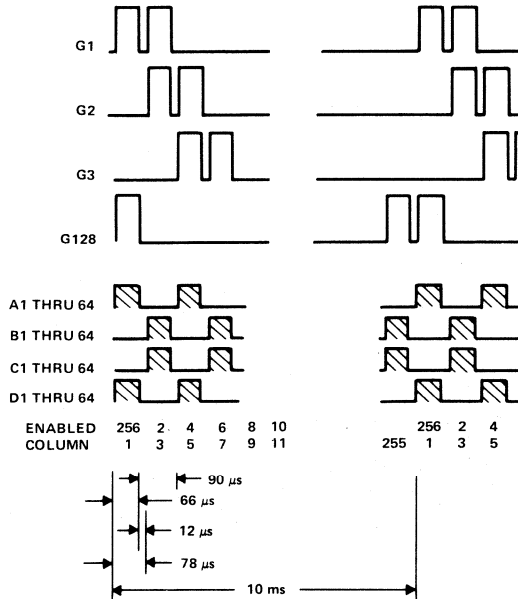 G1
G2
G3
G128
A1 THRU 64
B1 THRU 64
C1 THRU 64
D1 THRU 64
ENABLED 256 2 4 6 8 10 256 2 4
COLUMN 1 3 5 7 9 11 255 1 3 5
90 µs
66 µs
12 µs
78 µs
10 ms